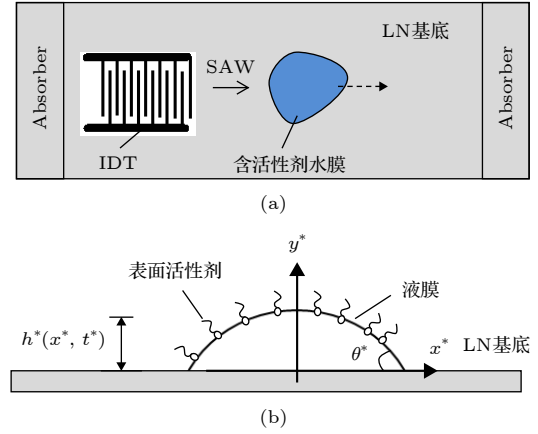 LN基底
Absorber
SAW
Absorber
IDT
含活性剂水膜
(a)
y*
表面活性剂
液膜
h*(x*, t*)
θ*
x*
LN基底
(b)